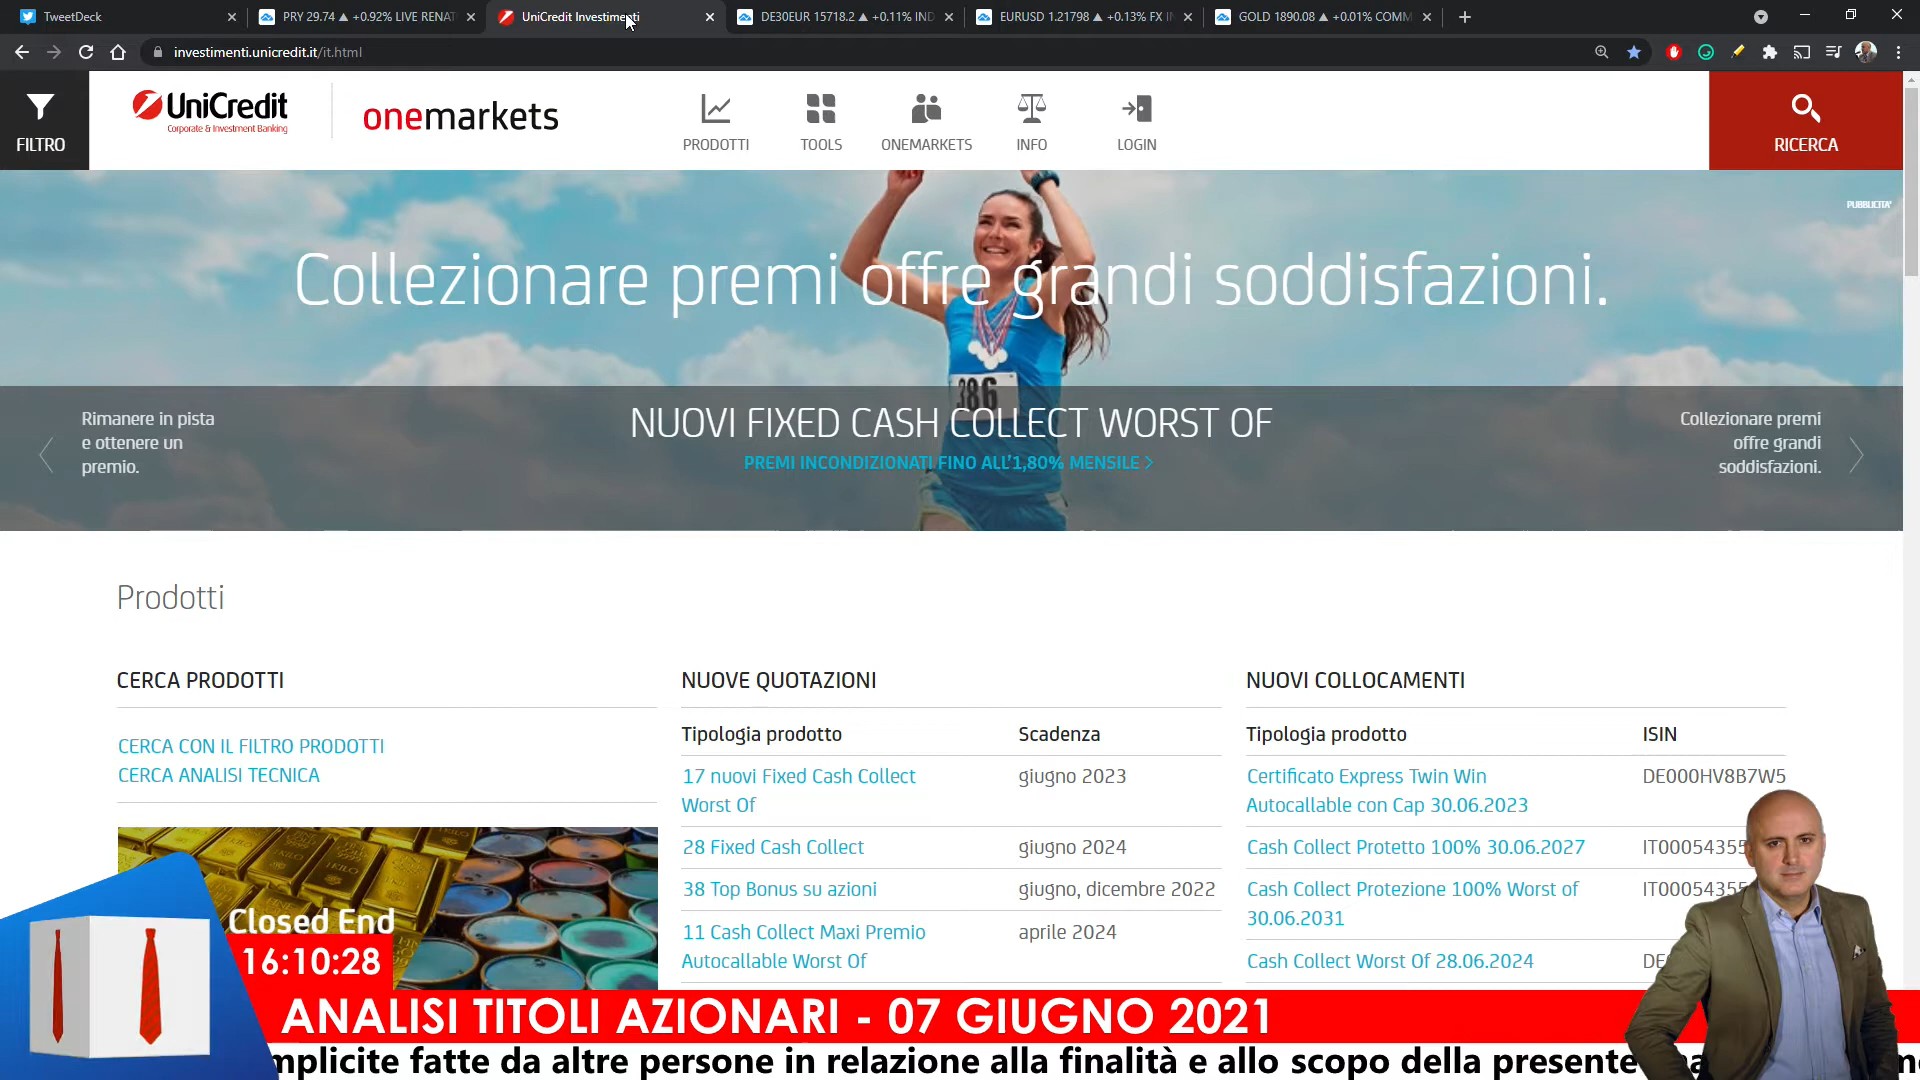 TweetDeck
PRY 29.74 ▲ +0.92% LIVE RENAT
UniCredit Investimenti
DE30EUR 15718.2 ▲ +0.11% IND
EURUSD 1.21798 ▲ +0.13% FX I
GOLD 1890.08 ▲ +0.01% COMM
investimenti.unicredit.it/it.html
FILTRO
UniCredit
Corporate & Investment Banking
onemarkets
PRODOTTI
TOOLS
ONEMARKETS
INFO
LOGIN
RICERCA
PUBBLICITA'
Collezionare premi offre grandi soddisfazioni.
386
Rimanere in pista
e ottenere un
premio.
NUOVI FIXED CASH COLLECT WORST OF
PREMI INCONDIZIONATI FINO ALL'1,80% MENSILE >
Collezionare premi
offre grandi
soddisfazioni.
Prodotti
CERCA PRODOTTI
CERCA CON IL FILTRO PRODOTTI
CERCA ANALISI TECNICA
Closed End
NUOVE QUOTAZIONI
Tipologia prodotto Scadenza
17 nuovi Fixed Cash Collect giugno 2023
Worst Of
28 Fixed Cash Collect giugno 2024
38 Top Bonus su azioni giugno, dicembre 2022
11 Cash Collect Maxi Premio aprile 2024
Autocallable Worst Of
NUOVI COLLOCAMENTI
Tipologia prodotto ISIN
Certificato Express Twin Win DE000HV8B7W5
Autocallable con Cap 30.06.2023
Cash Collect Protetto 100% 30.06.2027 IT00054355
Cash Collect Protezione 100% Worst of IT00054355
30.06.2031
Cash Collect Worst Of 28.06.2024 DE
16:10:28
ANALISI TITOLI AZIONARI - 07 GIUGNO 2021
mplicite fatte da altre persone in relazione alla finalità e allo scopo della presente